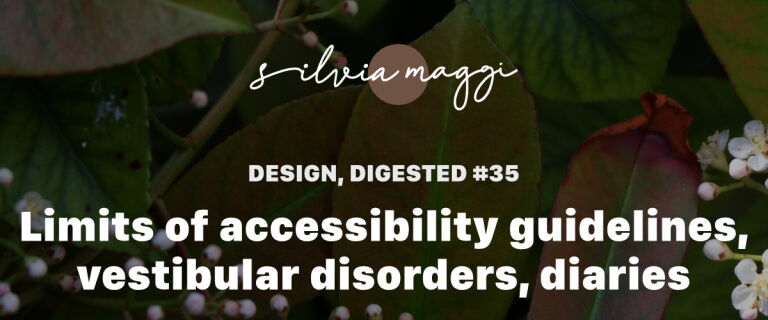 silvia maggi
DESIGN, DIGESTED #35
Limits of accessibility guidelines,
vestibular disorders, diaries